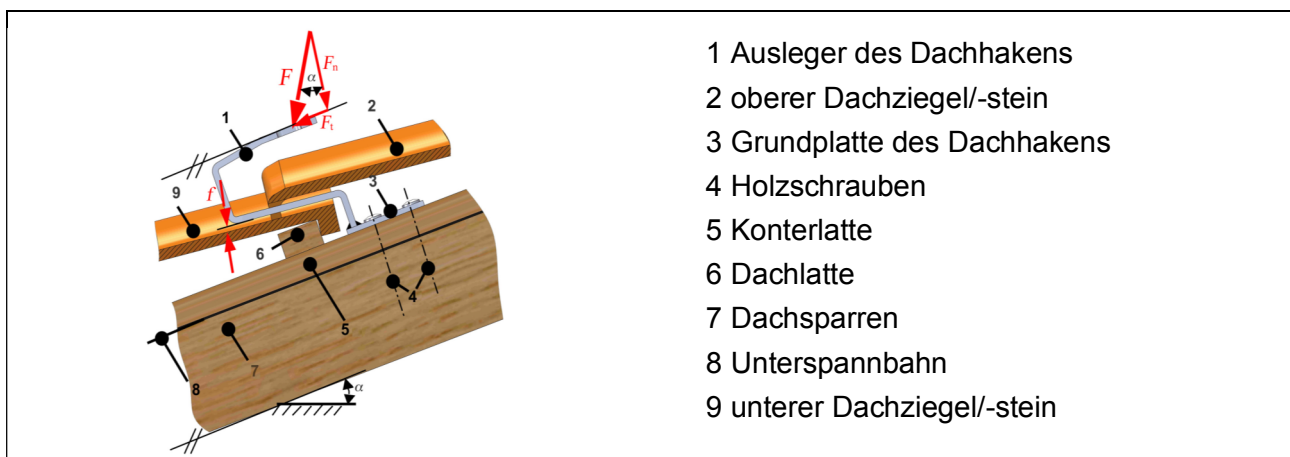 F
Fn
α
Ft
1
2
3
f
9
6
4
5
7
8
α
1 Ausleger des Dachhakens
2 oberer Dachziegel/-stein
3 Grundplatte des Dachhakens
4 Holzschrauben
5 Konterlatte
6 Dachlatte
7 Dachsparren
8 Unterspannbahn
9 unterer Dachziegel/-stein